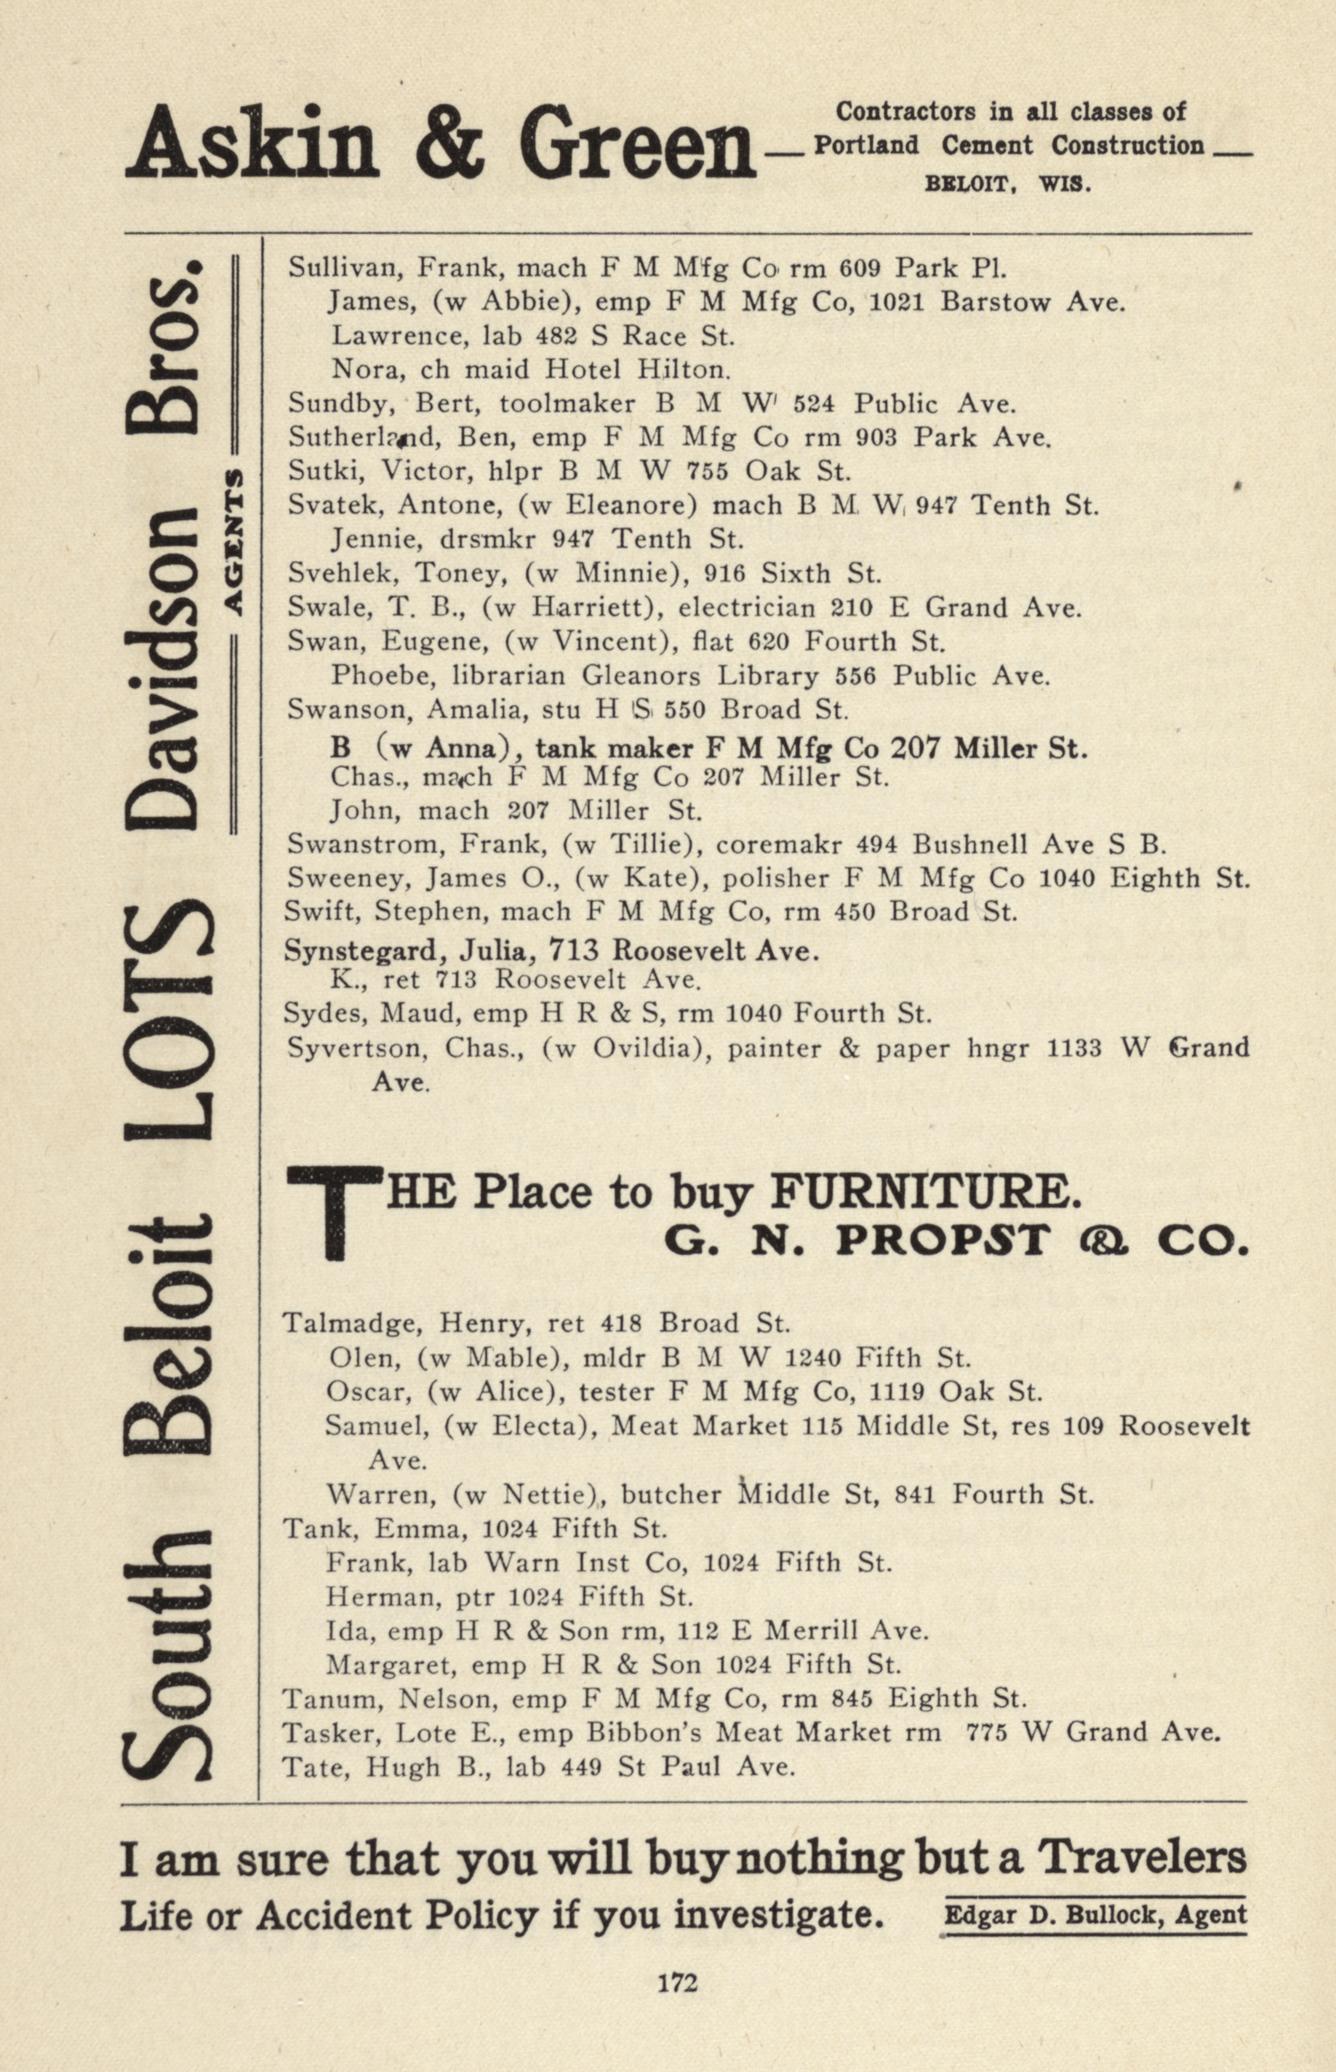 Askin & Green
Contractors in all classes of
Portland Cement Construction
BELOIT, WIS.
South Beloit LOTS Davidson Bros.
AGENTS
Sullivan, Frank, mach F M Mfg Co rm 609 Park Pl.
James, (w Abbie), emp F M Mfg Co, 1021 Barstow Ave.
Lawrence, lab 482 S Race St.
Nora, ch maid Hotel Hilton.
Sundby, Bert, toolmaker B M W 524 Public Ave.
Sutherland, Ben, emp F M Mfg Co rm 903 Park Ave.
Sutki, Victor, hlpr B M W 755 Oak St.
Svatek, Antone, (w Eleanore) mach B M W 947 Tenth St.
Jennie, drsmkr 947 Tenth St.
Svehlek, Toney, (w Minnie), 916 Sixth St.
Swale, T. B., (w Harriett), electrician 210 E Grand Ave.
Swan, Eugene, (w Vincent), flat 620 Fourth St.
Phoebe, librarian Gleanors Library 556 Public Ave.
Swanson, Amalia, stu H S 550 Broad St.
B (w Anna), tank maker F M Mfg Co 207 Miller St.
Chas., mach F M Mfg Co 207 Miller St.
John, mach 207 Miller St.
Swanstrom, Frank, (w Tillie), coremakr 494 Bushnell Ave S B.
Sweeney, James O., (w Kate), polisher F M Mfg Co 1040 Eighth St.
Swift, Stephen, mach F M Mfg Co, rm 450 Broad St.
Synstegard, Julia, 713 Roosevelt Ave.
K., ret 713 Roosevelt Ave.
Sydes, Maud, emp H R & S, rm 1040 Fourth St.
Syvertson, Chas., (w Ovildia), painter & paper hngr 1133 W Grand
Ave.
THE Place to buy FURNITURE.
G. N. PROPST & CO.
Talmadge, Henry, ret 418 Broad St.
Olen, (w Mable), mldr B M W 1240 Fifth St.
Oscar, (w Alice), tester F M Mfg Co, 1119 Oak St.
Samuel, (w Electa), Meat Market 115 Middle St, res 109 Roosevelt
Ave.
Warren, (w Nettie), butcher Middle St, 841 Fourth St.
Tank, Emma, 1024 Fifth St.
Frank, lab Warn Inst Co, 1024 Fifth St.
Herman, ptr 1024 Fifth St.
Ida, emp H R & Son rm, 112 E Merrill Ave.
Margaret, emp H R & Son 1024 Fifth St.
Tanum, Nelson, emp F M Mfg Co, rm 845 Eighth St.
Tasker, Lote E., emp Bibbon's Meat Market rm 775 W Grand Ave.
Tate, Hugh B., lab 449 St Paul Ave.
I am sure that you will buy nothing but a Travelers
Life or Accident Policy if you investigate. Edgar D. Bullock, Agent
172